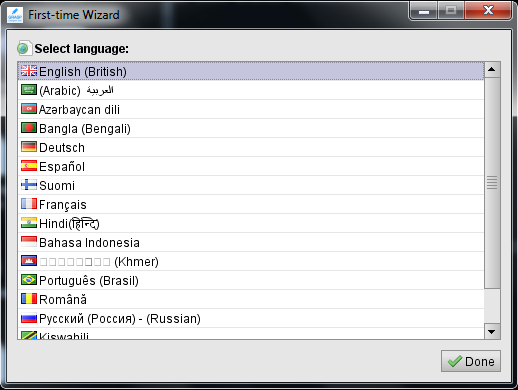 First-time Wizard
Select language:
English (British)
(Arabic) العربية
Azərbaycan dili
Bangla (Bengali)
Deutsch
Español
Suomi
Français
Hindi(हिन्दि)
Bahasa Indonesia
(Khmer)
Português (Brasil)
Română
Русский (Россия) - (Russian)
Kiswahili
Done